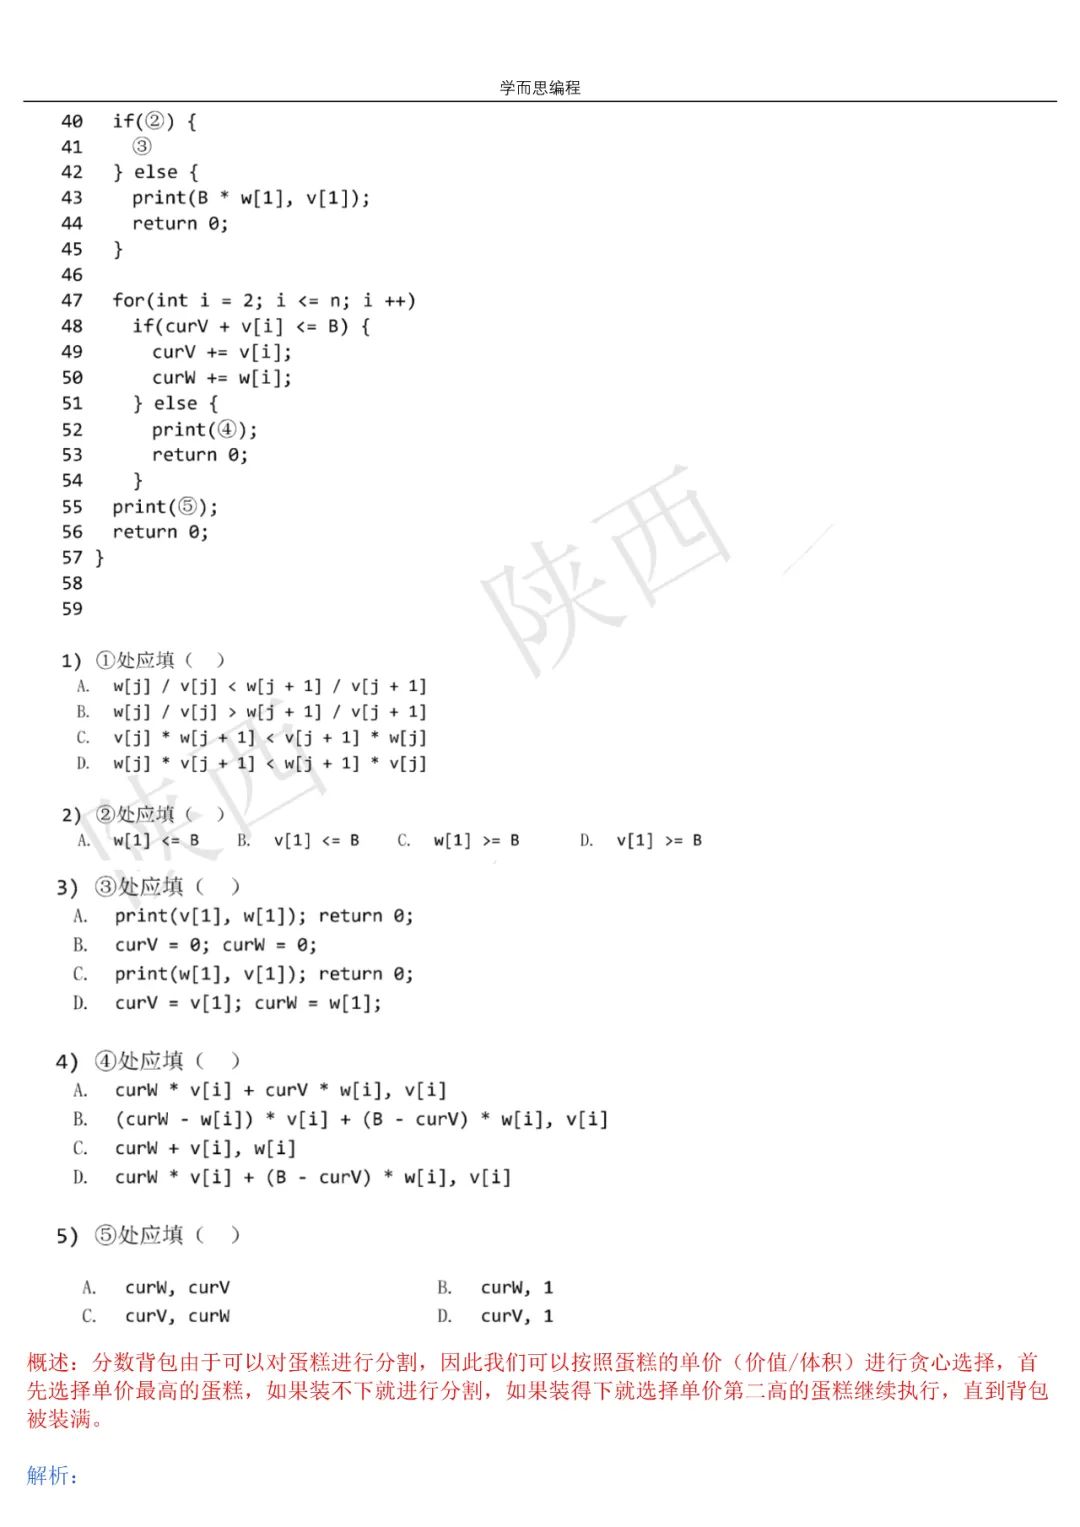 学而思编程
40 if(②) {
41 ③
42 } else {
43 print(B * w[1], v[1]);
44 return 0;
45 }
46
47 for(int i = 2; i <= n; i ++)
48 if(curV + v[i] <= B) {
49 curV += v[i];
50 curW += w[i];
51 } else {
52 print(④);
53 return 0;
54 }
55 print(⑤);
56 return 0;
57 }
58
59
陕西
1) ①处应填（ ）
A. w[j] / v[j] < w[j + 1] / v[j + 1]
B. w[j] / v[j] > w[j + 1] / v[j + 1]
C. v[j] * w[j + 1] < v[j + 1] * w[j]
D. w[j] * v[j + 1] < w[j + 1] * v[j]
陕西
2) ②处应填（ ）
A. w[1] <= B B. v[1] <= B C. w[1] >= B D. v[1] >= B
3) ③处应填（ ）
A. print(v[1], w[1]); return 0;
B. curV = 0; curW = 0;
C. print(w[1], v[1]); return 0;
D. curV = v[1]; curW = w[1];
4) ④处应填（ ）
A. curW * v[i] + curV * w[i], v[i]
B. (curW - w[i]) * v[i] + (B - curV) * w[i], v[i]
C. curW + v[i], w[i]
D. curW * v[i] + (B - curV) * w[i], v[i]
5) ⑤处应填（ ）
A. curW, curV B. curW, 1
C. curV, curW D. curV, 1
概述：分数背包由于可以对蛋糕进行分割，因此我们可以按照蛋糕的单价（价值/体积）进行贪心选择，首
先选择单价最高的蛋糕，如果装不下就进行分割，如果装得下就选择单价第二高的蛋糕继续执行，直到背包
被装满。
解析：